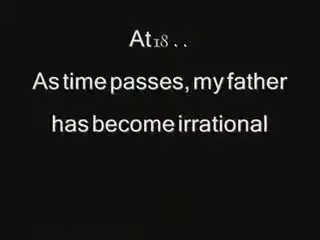 At 18 . .
As time passes, my father
has become irrational